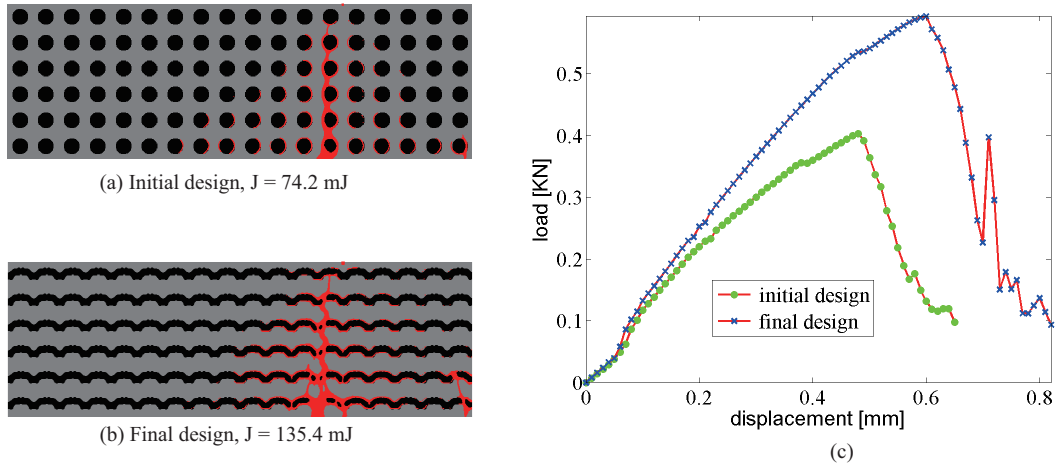 (a) Initial design, J = 74.2 mJ
(b) Final design, J = 135.4 mJ
load [KN]
0.5
0.4
0.3
0.2
0.1
0
initial design
final design
0
0.2
0.4
0.6
0.8
displacement [mm]
(c)